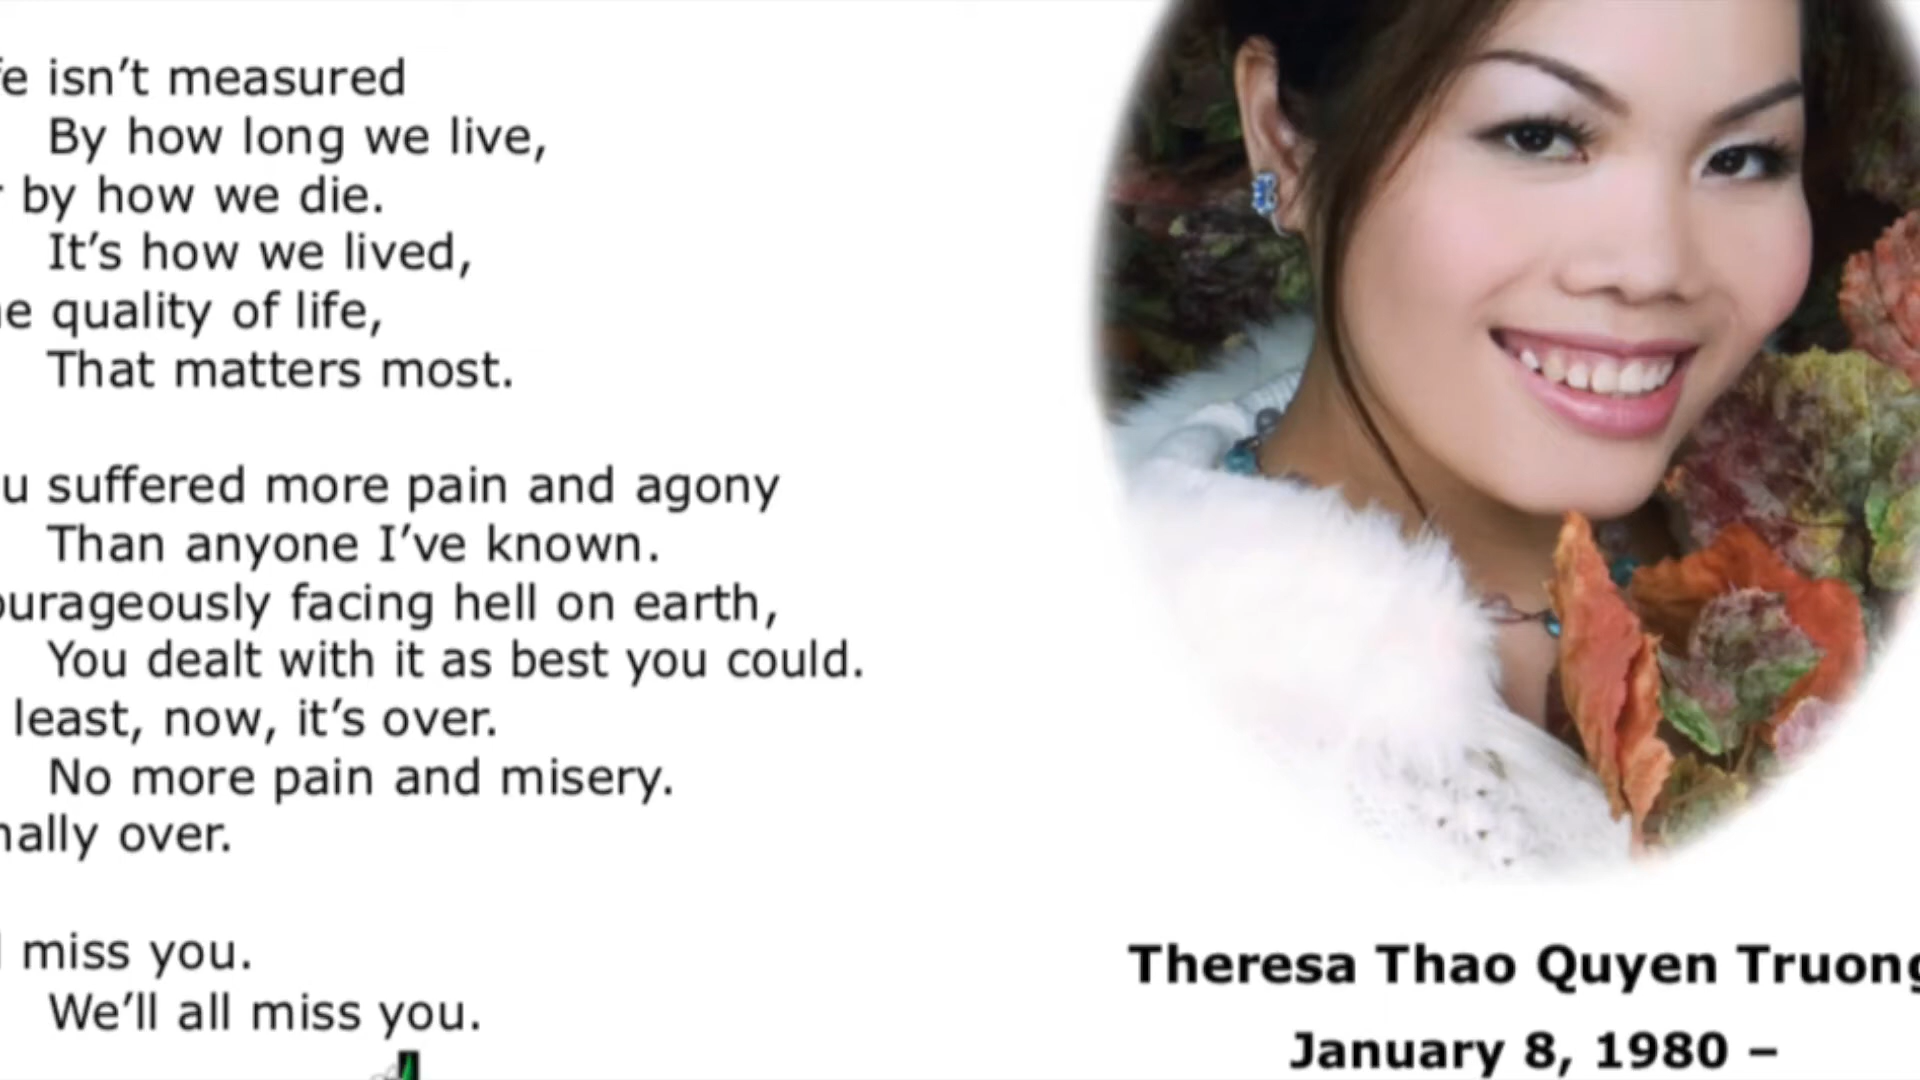 isn't measured
By how long we live,
by how we die.
It's how we lived,
quality of life,
That matters most.
suffered more pain and agony
Than anyone I've known.
facing hell on earth,
You dealt with it as best you could.
least, now, it's over.
No more pain and misery.
over.
miss you.
We'll all miss you.
Theresa Thao Quyen Truong
January 8, 1980 –